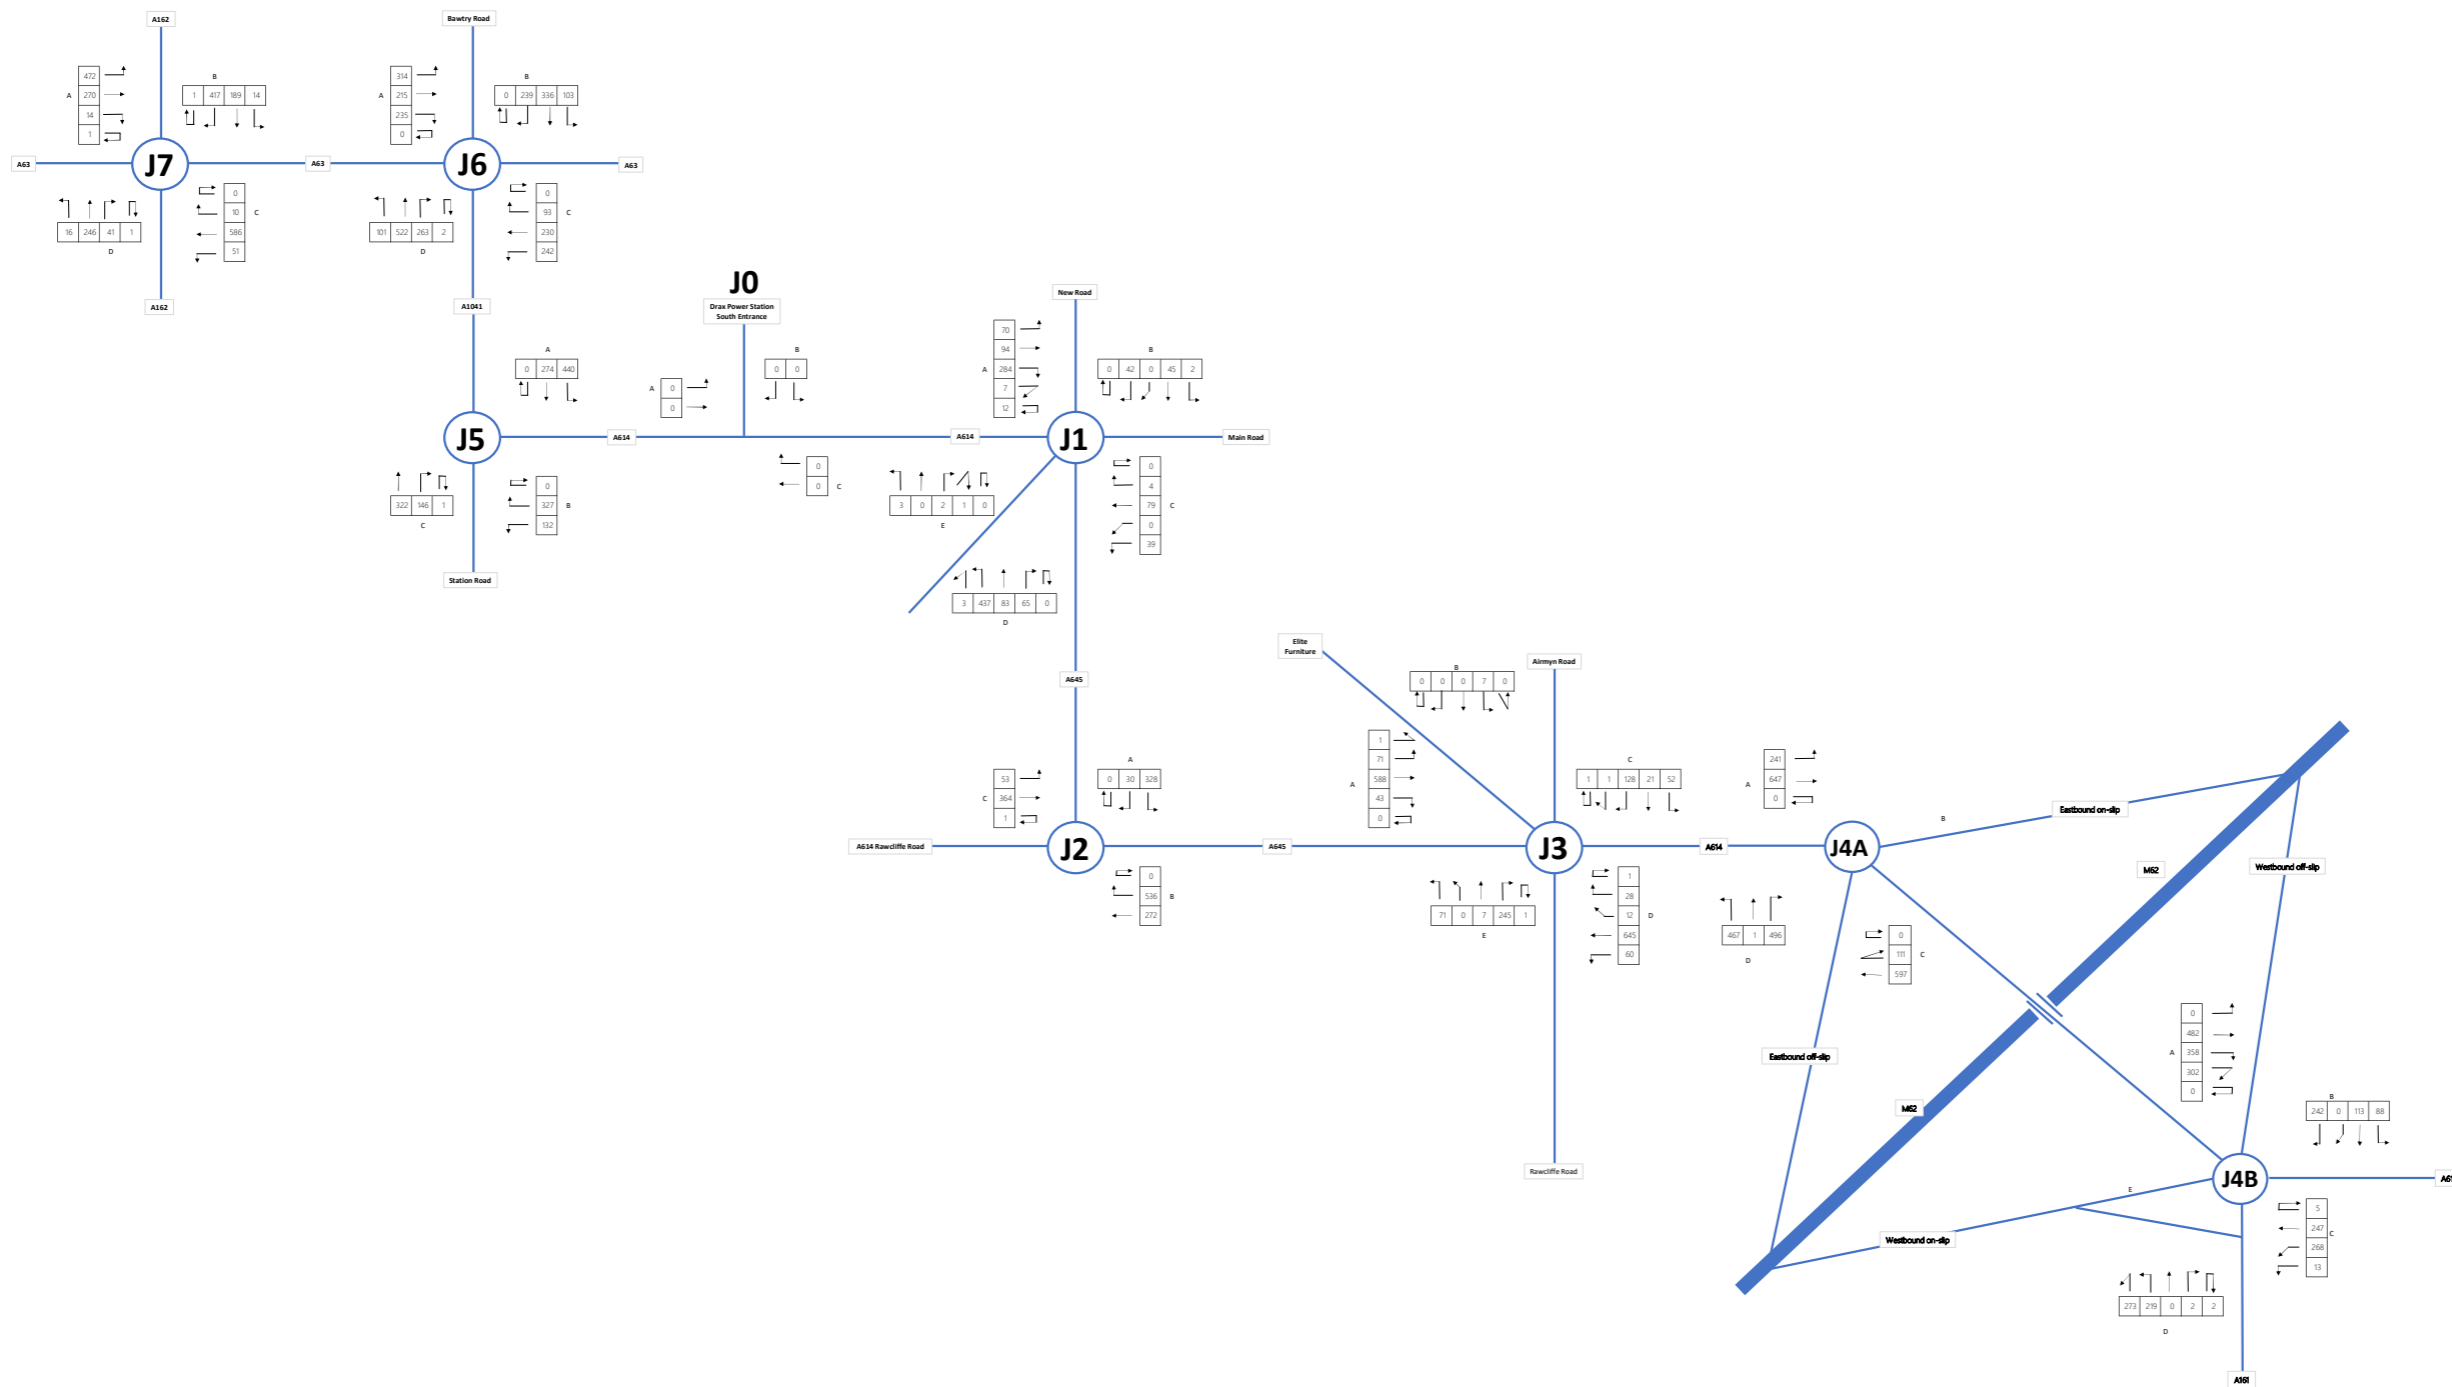 A162
Bawtry Road
472
270
14
1
A
B
1 417 189 14
314
215
235
0
A
B
0 239 336 103
A63
J7
A63
J6
A63
16 246 41 1
D
0
10
586
51
C
101 522 263 2
D
0
93
230
242
C
A162
A1041
J0
Drax Power Station
South Entrance
New Road
A
0 274 440
A
0
0
B
0 0
70
94
284
7
12
A
B
0 42 0 45 2
J5
A614
A614
J1
Main Road
322 146 1
C
0
327
132
B
0
0
C
3 0 2 1 0
E
0
4
79
0
39
C
Station Road
3 437 83 65 0
D
Elite
Furniture
Airmyn Road
A645
B
0 0 0 7 0
53
364
1
C
A
0 30 328
1
71
588
43
0
A
C
1 1 128 21 52
241
647
0
A
A614 Rawcliffe Road
J2
A645
J3
A614
J4A
B
Eastbound on-slip
M62
Westbound off-slip
0
536
272
B
71 0 7 245 1
E
1
28
12
645
60
D
467 1 496
D
0
111
597
C
Eastbound off-slip
M62
0
482
358
302
0
A
B
242 0 113 88
Rawcliffe Road
J4B
E
Westbound on-slip
5
247
268
13
C
273 219 0 2 2
D
A161